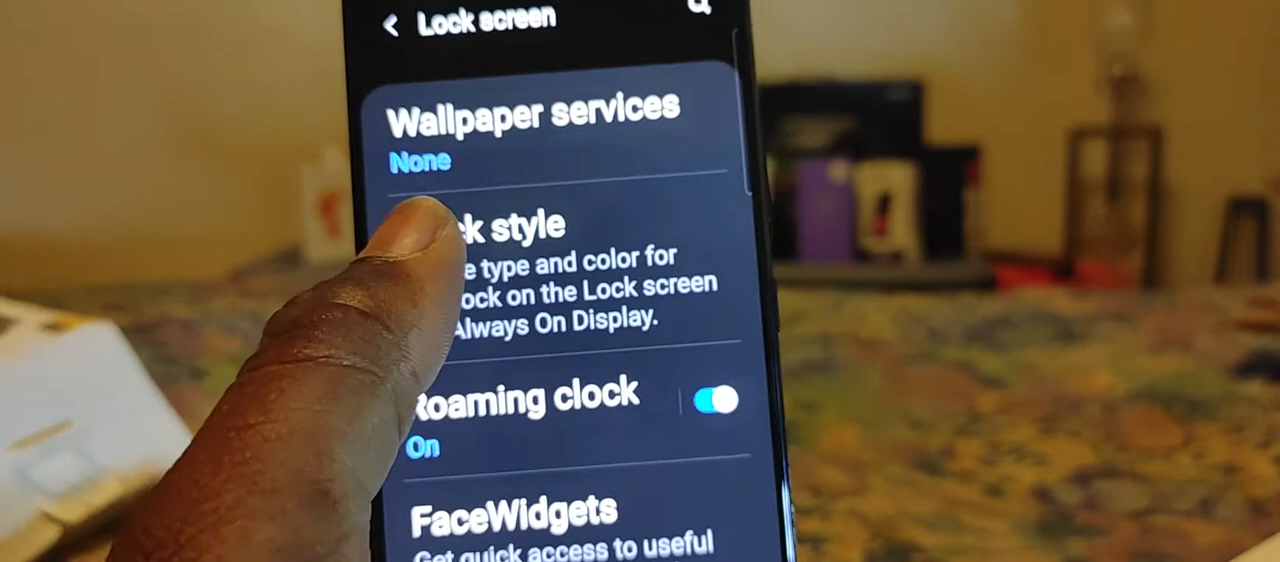 Lock screen
Wallpaper services
None
style
type and color for
on the Lock screen
Always On Display.
Roaming clock
On
FaceWidgets
Get quick access to useful